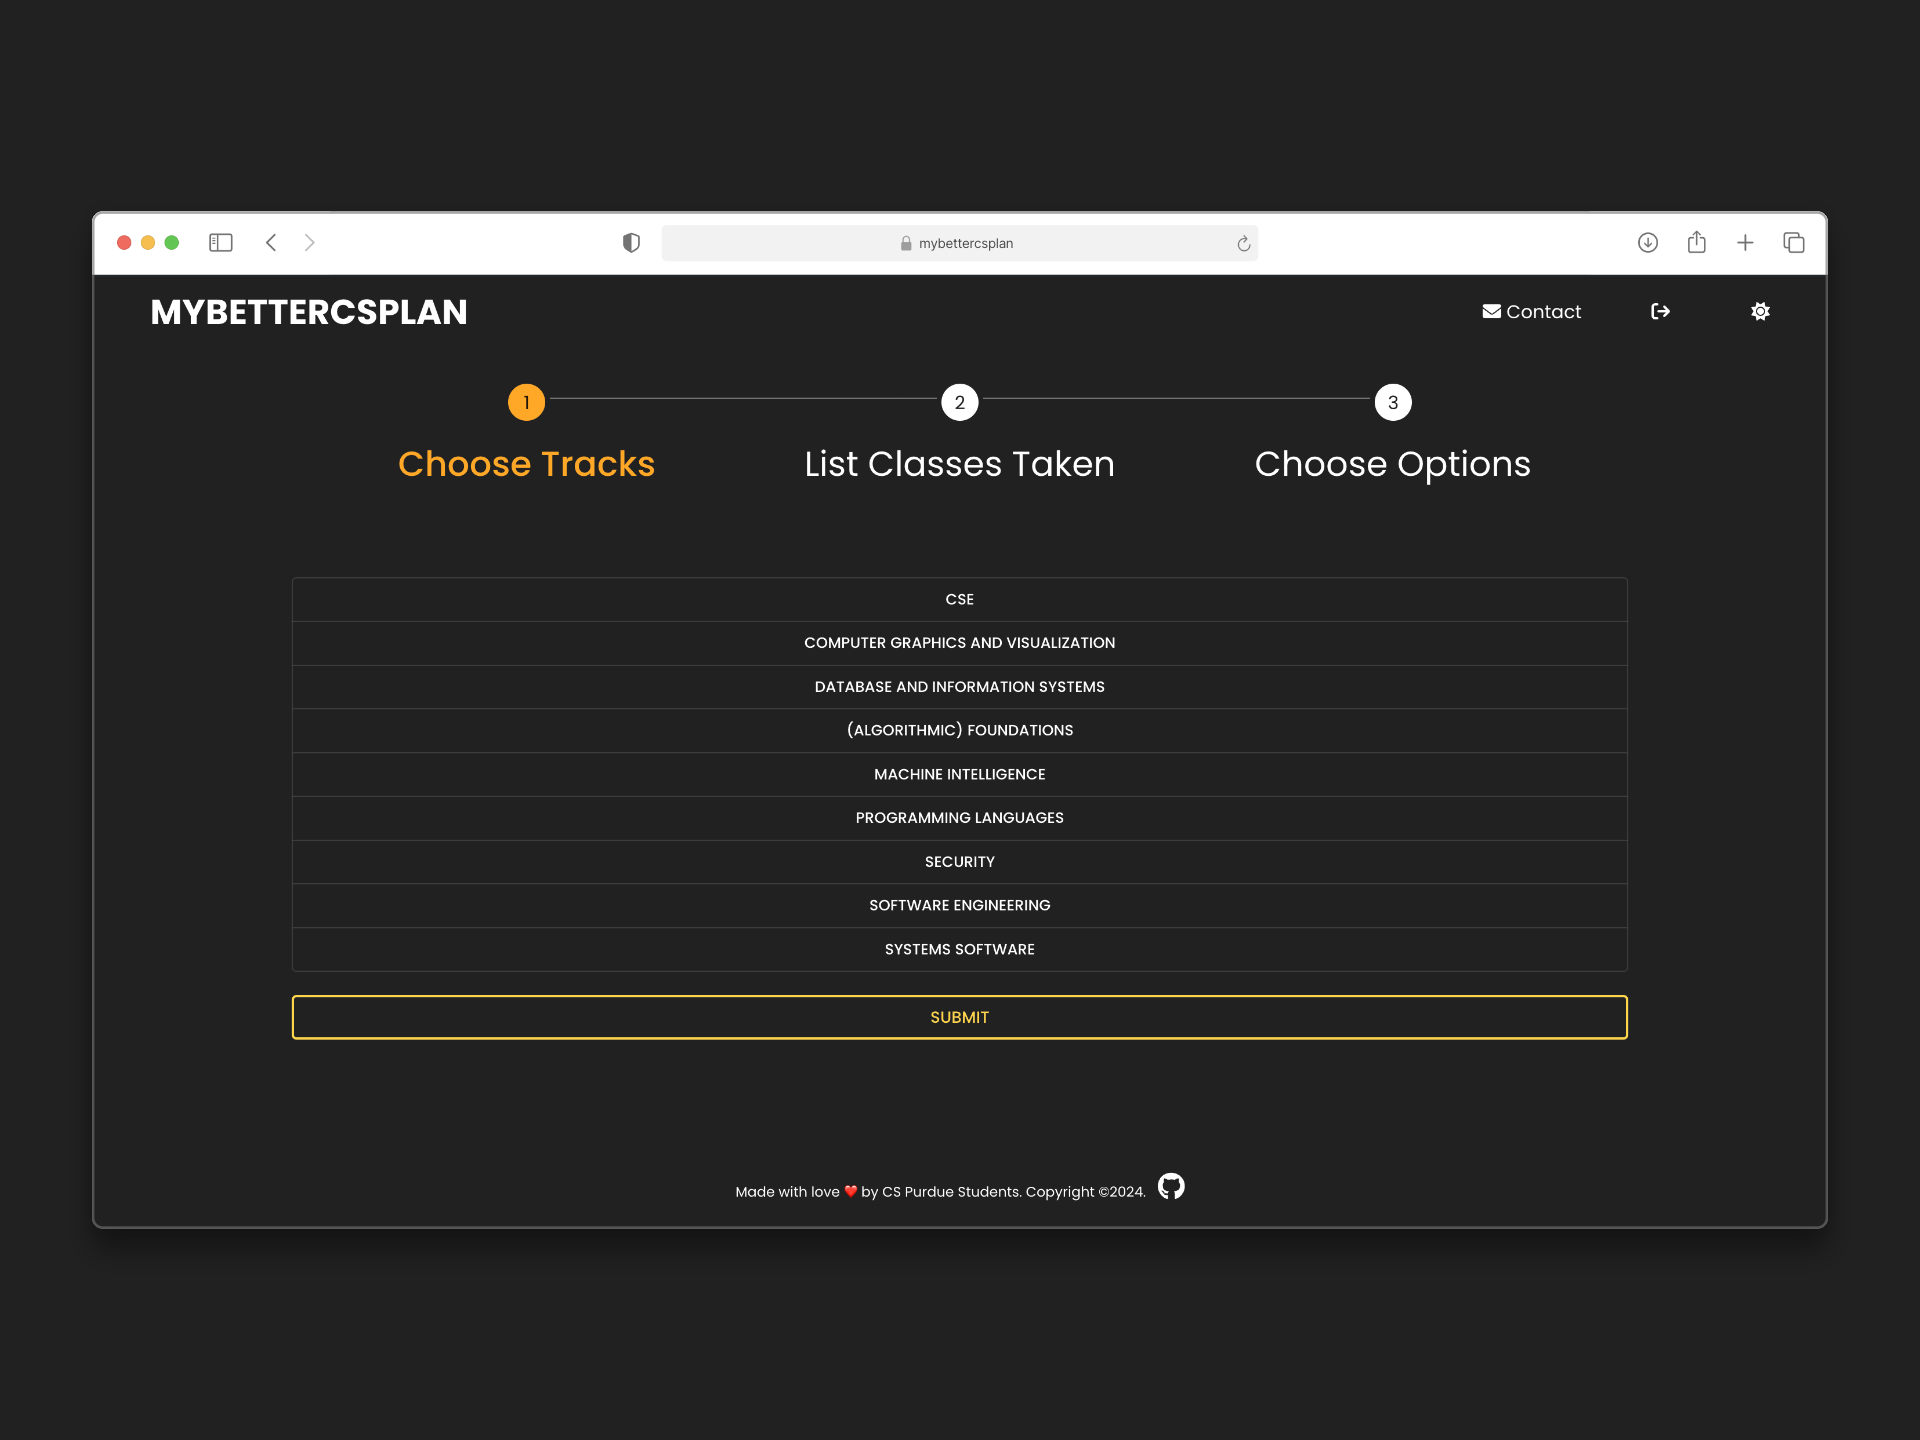 mybettercsplan
MYBETTERCSPLAN
Contact
1
2
3
Choose Tracks
List Classes Taken
Choose Options
CSE
COMPUTER GRAPHICS AND VISUALIZATION
DATABASE AND INFORMATION SYSTEMS
(ALGORITHMIC) FOUNDATIONS
MACHINE INTELLIGENCE
PROGRAMMING LANGUAGES
SECURITY
SOFTWARE ENGINEERING
SYSTEMS SOFTWARE
SUBMIT
Made with love ❤️ by CS Purdue Students. Copyright ©2024.